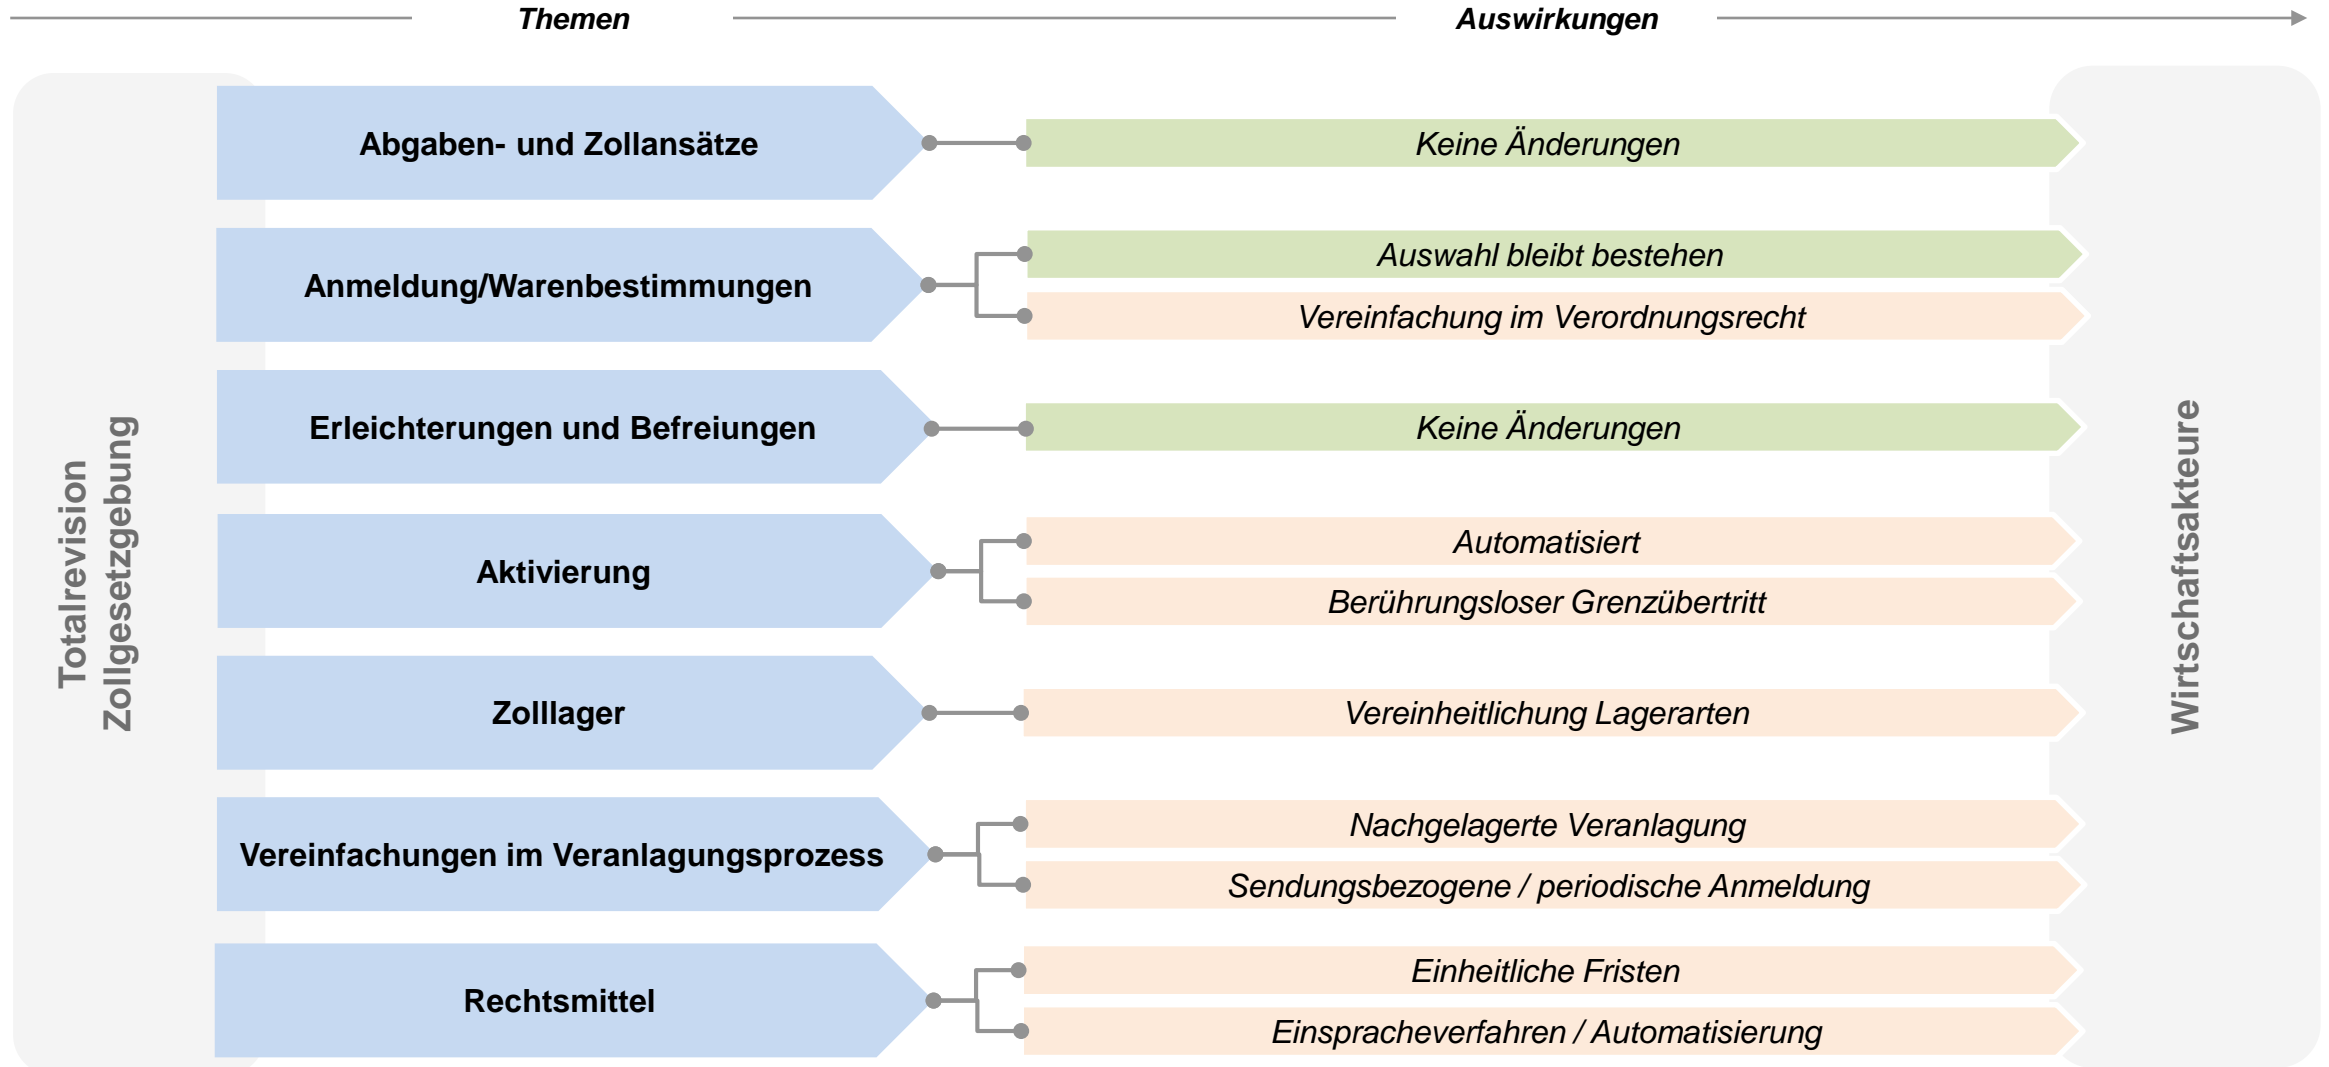 Themen
Auswirkungen
Totalrevision
Zollgesetzgebung
Abgaben- und Zollansätze
Keine Änderungen
Anmeldung/Warenbestimmungen
Auswahl bleibt bestehen
Vereinfachung im Verordnungsrecht
Erleichterungen und Befreiungen
Keine Änderungen
Aktivierung
Automatisiert
Berührungsloser Grenzübertritt
Zolllager
Vereinheitlichung Lagerarten
Vereinfachungen im Veranlagungsprozess
Nachgelagerte Veranlagung
Sendungsbezogene / periodische Anmeldung
Rechtsmittel
Einheitliche Fristen
Einspracheverfahren / Automatisierung
Wirtschaftsakteure